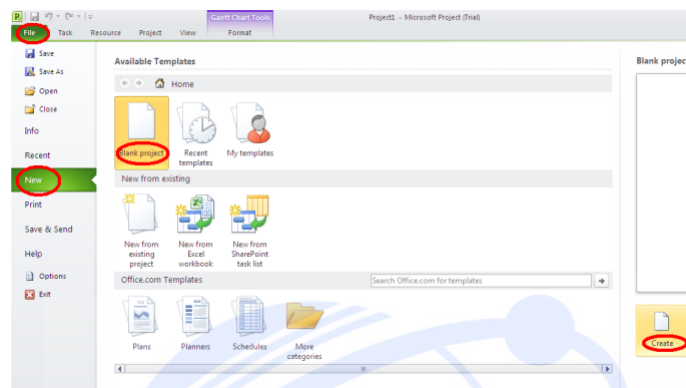 Gantt Chart Tools
Project1 - Microsoft Project (Trial)
File Task Resource Project View Format
Save
Save As
Open
Close
Info
Recent
New
Print
Save & Send
Help
Options
Exit
Available Templates
Home
Blank project
Recent templates
My templates
New from existing
New from existing project
New from Excel workbook
New from SharePoint task list
Office.com Templates
Search Office.com for templates
Plans
Planners
Schedules
More categories
Blank projec
Create